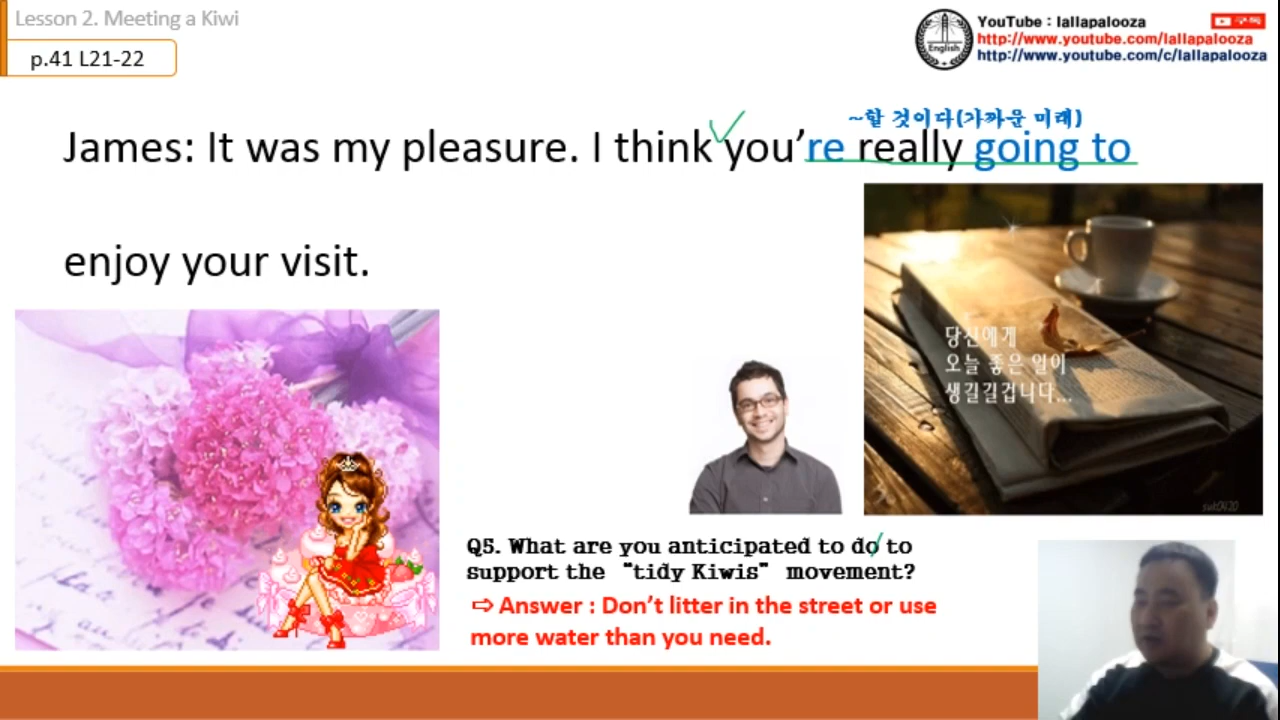 Lesson 2. Meeting a Kiwi
p.41 L21-22
English
YouTube : lallapalooza
구독
http://www.youtube.com/lallapalooza
http://www.youtube.com/c/lallapalooza
~할 것이다(가까운 미래)
James: It was my pleasure. I think you’re really going to
enjoy your visit.
당신에게
오늘 좋은 일이
생길길겁니다...
Q5. What are you anticipated to do to
support the “tidy Kiwis” movement?
⇨ Answer : Don’t litter in the street or use
more water than you need.